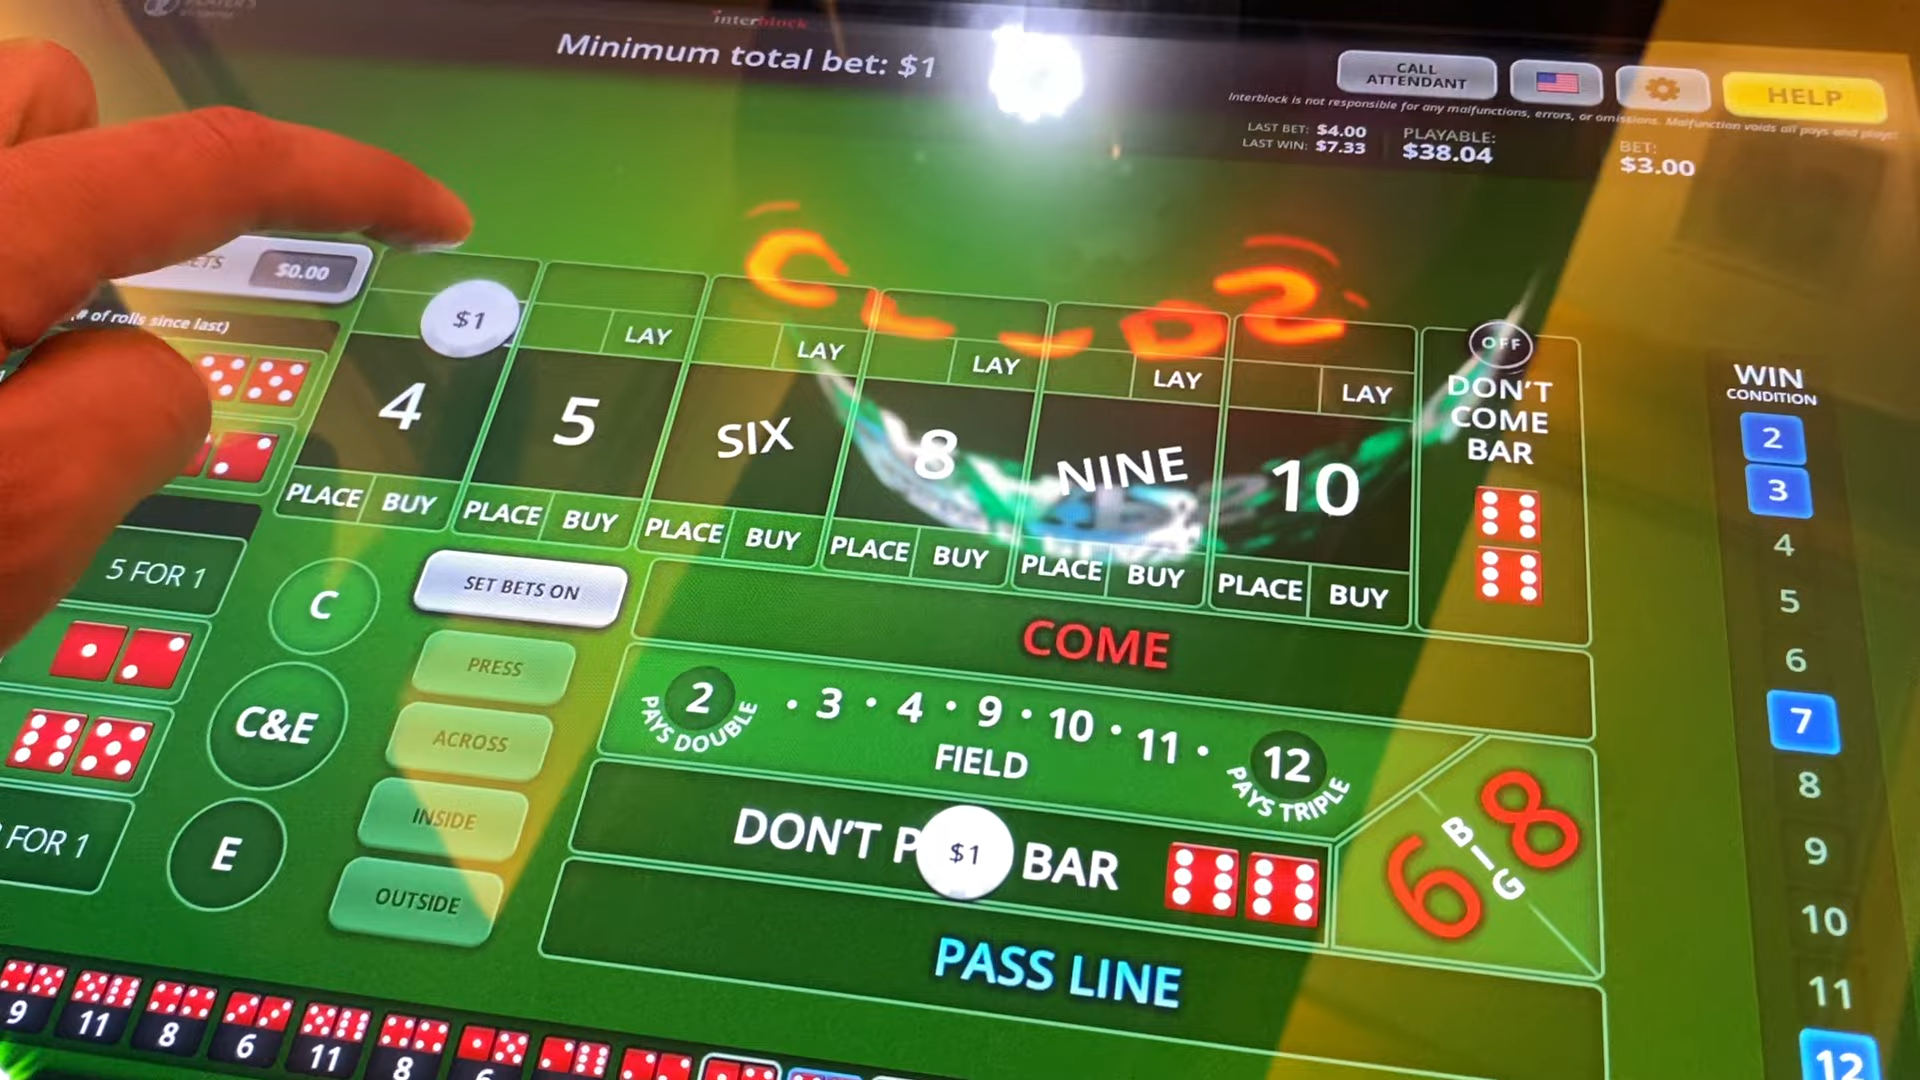 interblock
Minimum total bet: $1
CALL
ATTENDANT
HELP
Interblock is not responsible for any malfunctions, errors, or omissions. Malfunction voids all pays and plays.
LAST BET: $4.00
LAST WIN: $7.33
PLAYABLE:
$38.04
BET:
$3.00
$0.00
(# of rolls since last)
$1
LAY
LAY
LAY
LAY
LAY
OFF
4
5
SIX
8
NINE
10
DON'T
COME
BAR
PLACE BUY
PLACE BUY
PLACE BUY
PLACE BUY
PLACE BUY
PLACE BUY
WIN
CONDITION
2
3
4
5
6
7
8
9
10
11
12
5 FOR 1
FOR 1
C
C&E
E
SET BETS ON
PRESS
ACROSS
INSIDE
OUTSIDE
COME
2 · 3 · 4 · 9 · 10 · 11 · 12
PAYS DOUBLE
FIELD
PAYS TRIPLE
DON'T P
$1
BAR
6 BIG 8
PASS LINE
9
11
8
6
11
8
6